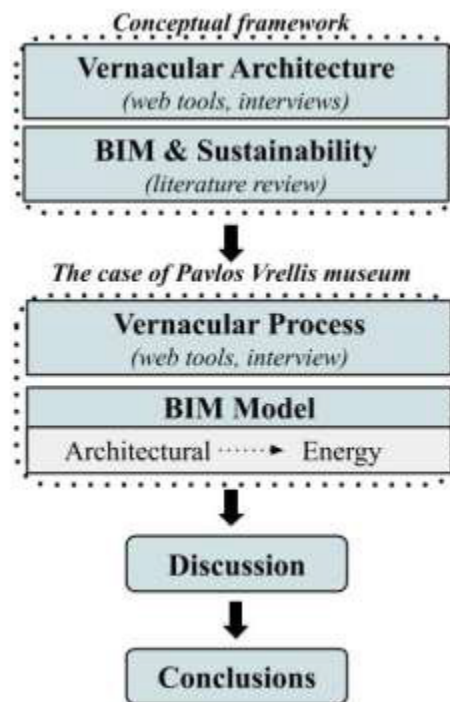 Conceptual framework
Vernacular Architecture
(web tools, interviews)
BIM & Sustainability
(literature review)
The case of Pavlos Vrellis museum
Vernacular Process
(web tools, interview)
BIM Model
Architectural Energy
Discussion
Conclusions